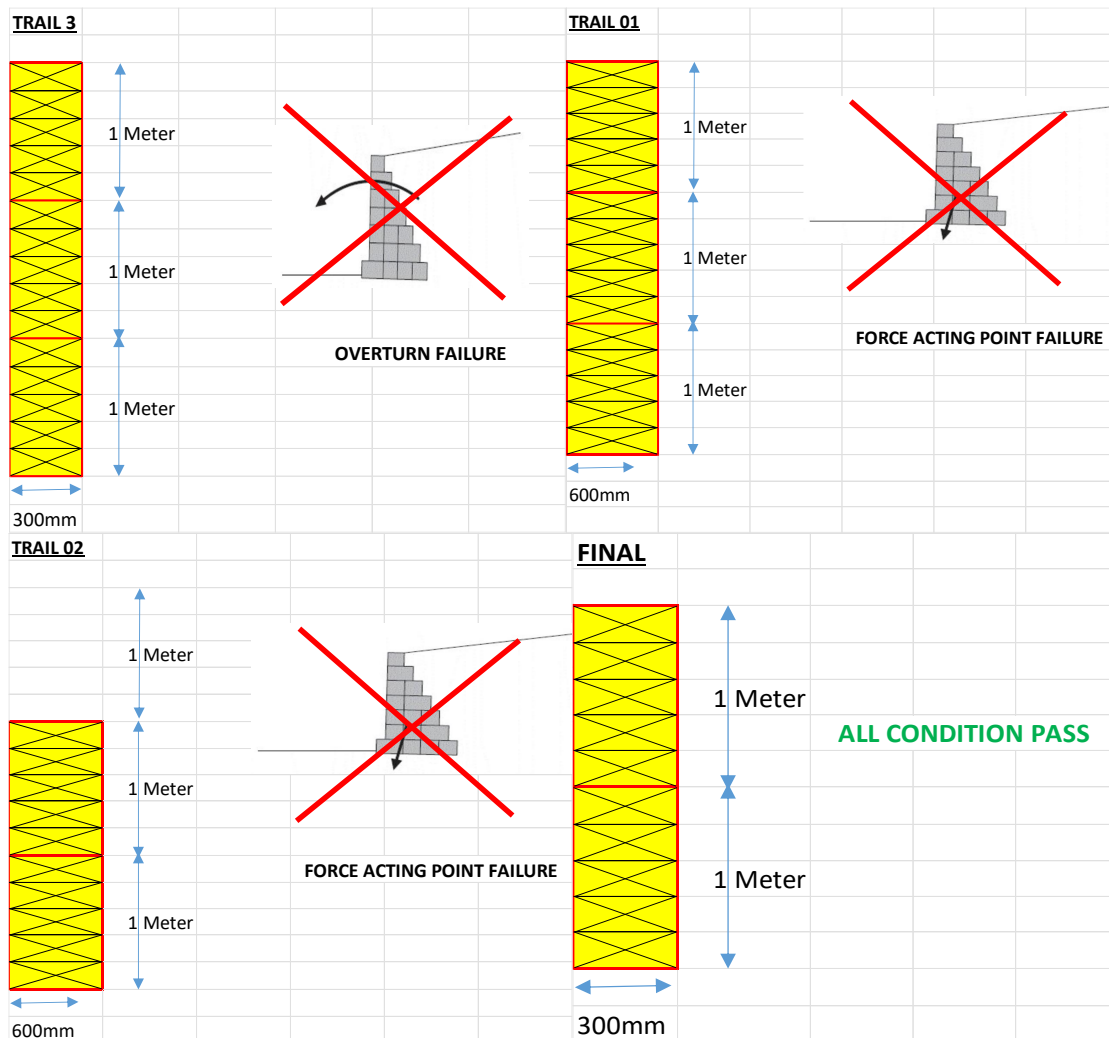 TRAIL 3
1 Meter
1 Meter
OVERTURN FAILURE
1 Meter
300mm
TRAIL 01
1 Meter
1 Meter
FORCE ACTING POINT FAILURE
1 Meter
600mm
TRAIL 02
1 Meter
1 Meter
FORCE ACTING POINT FAILURE
1 Meter
600mm
FINAL
1 Meter
ALL CONDITION PASS
1 Meter
300mm